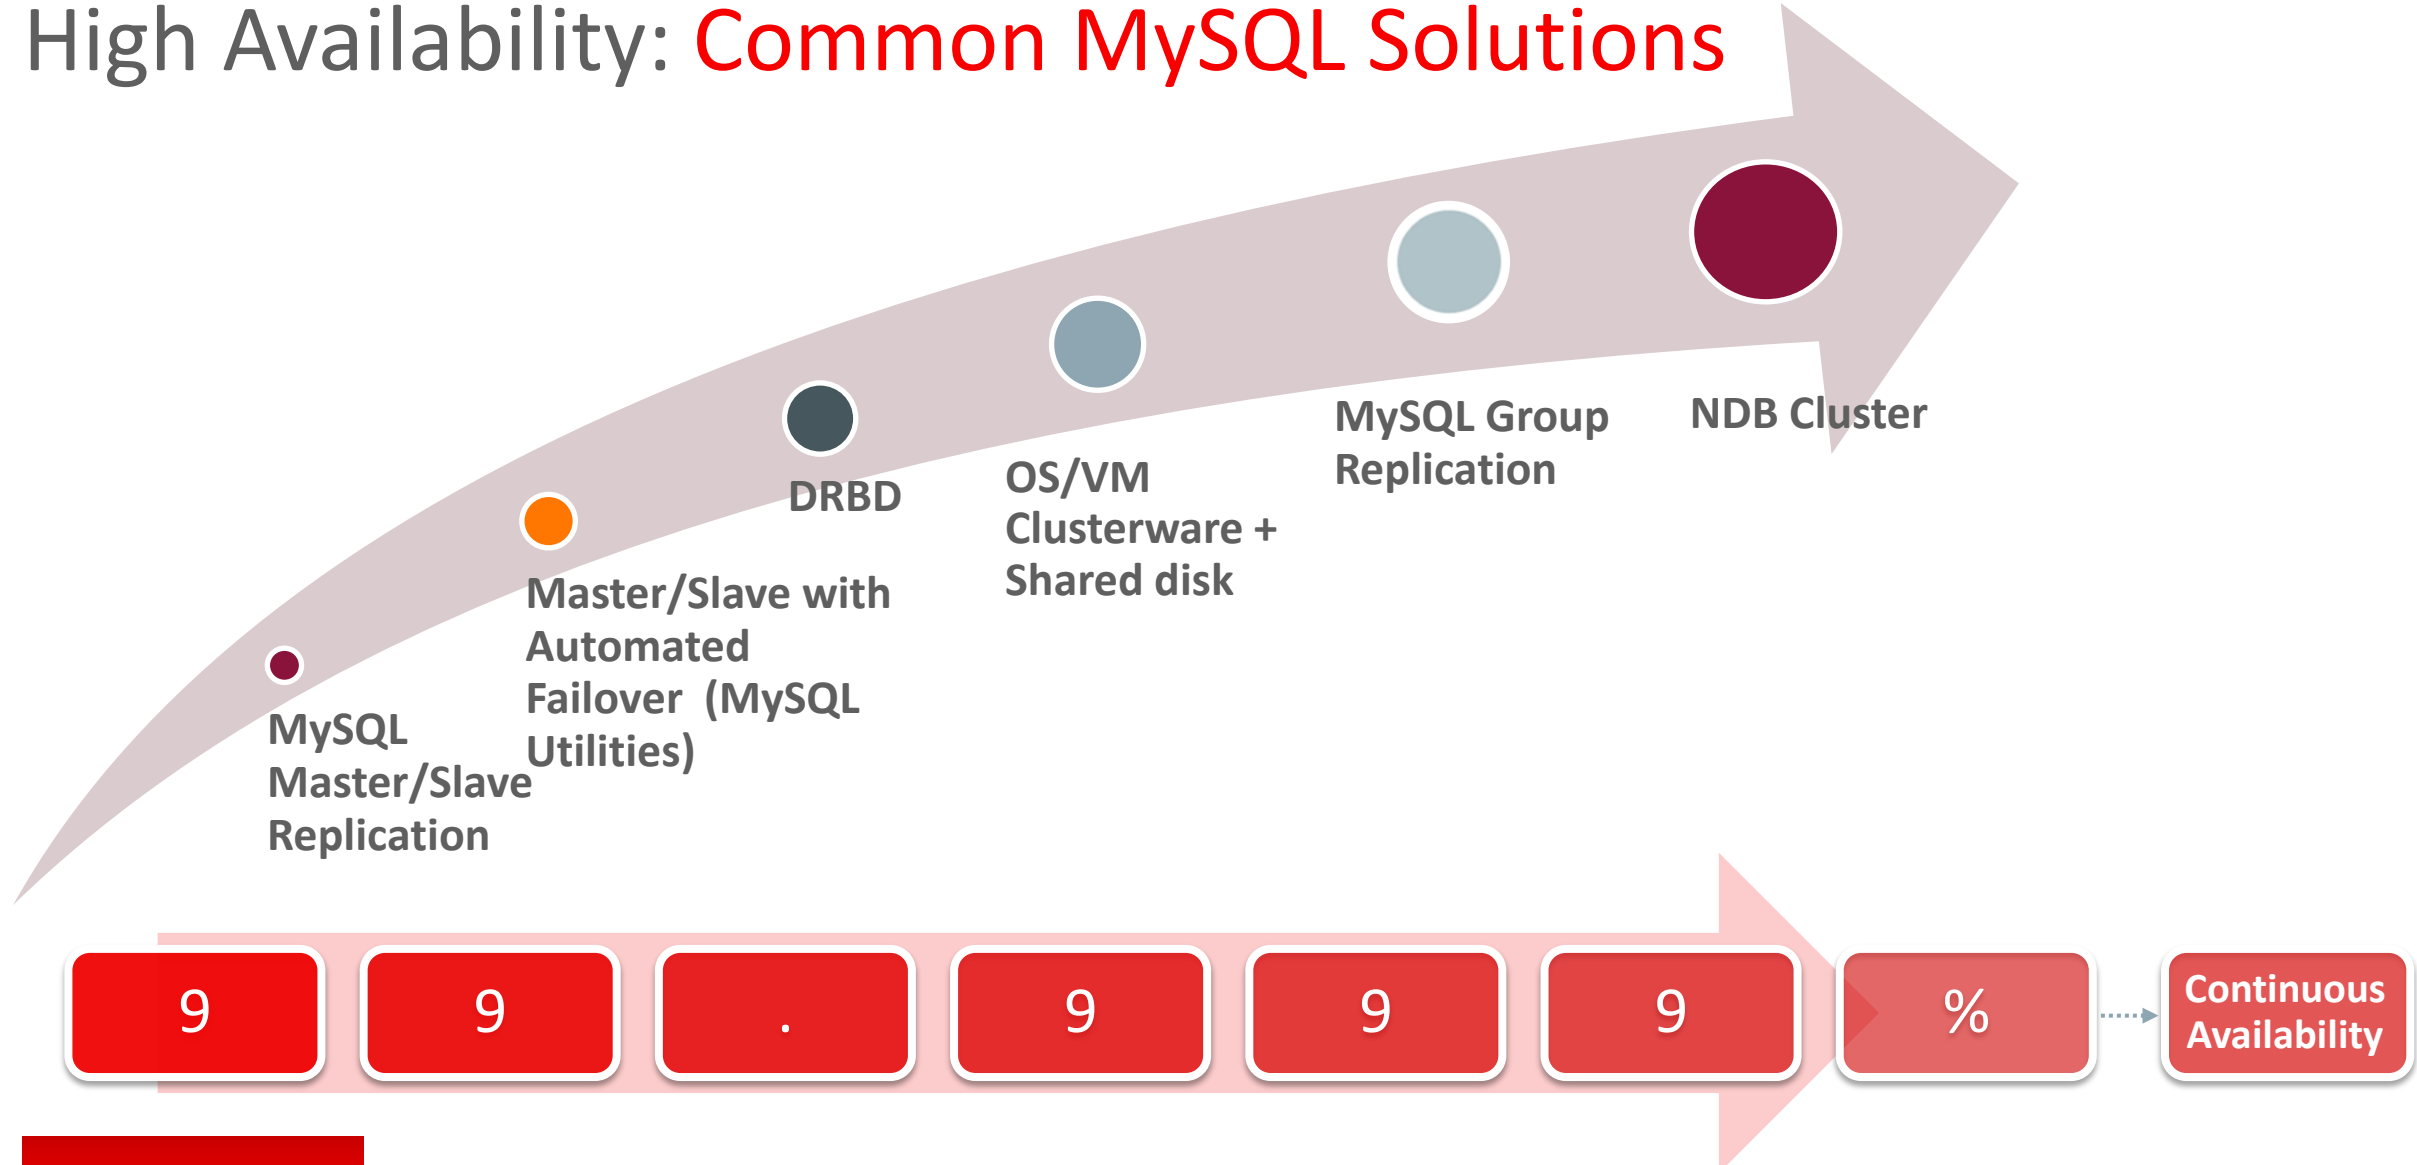 High Availability: Common MySQL Solutions
MySQL
Master/Slave
Replication
Master/Slave with
Automated
Failover  (MySQL
Utilities)
DRBD
OS/VM
Clusterware +
Shared disk
MySQL Group
Replication
NDB Cluster
9 9 . 9 9 9 %
Continuous
Availability